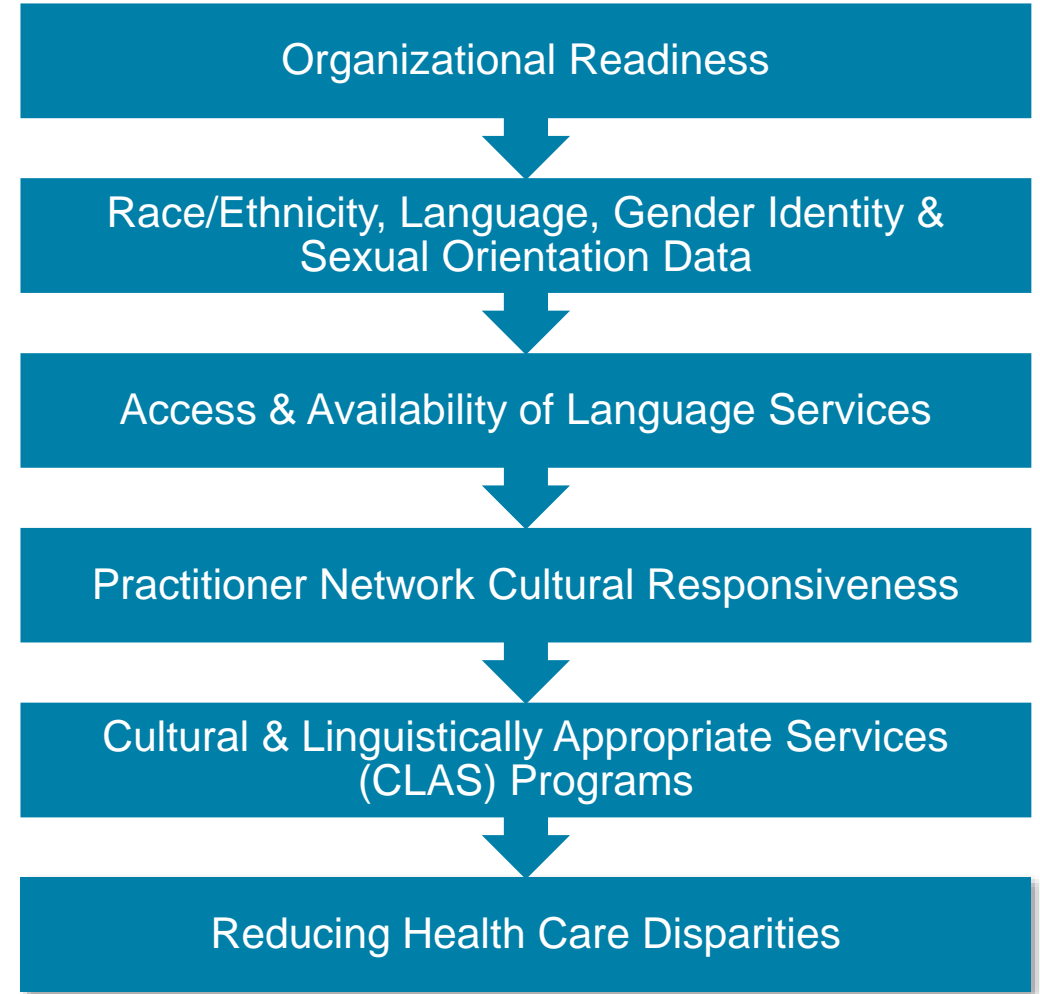 Organizational Readiness
Race/Ethnicity, Language, Gender Identity &
Sexual Orientation Data
Access & Availability of Language Services
Practitioner Network Cultural Responsiveness
Cultural & Linguistically Appropriate Services
(CLAS) Programs
Reducing Health Care Disparities